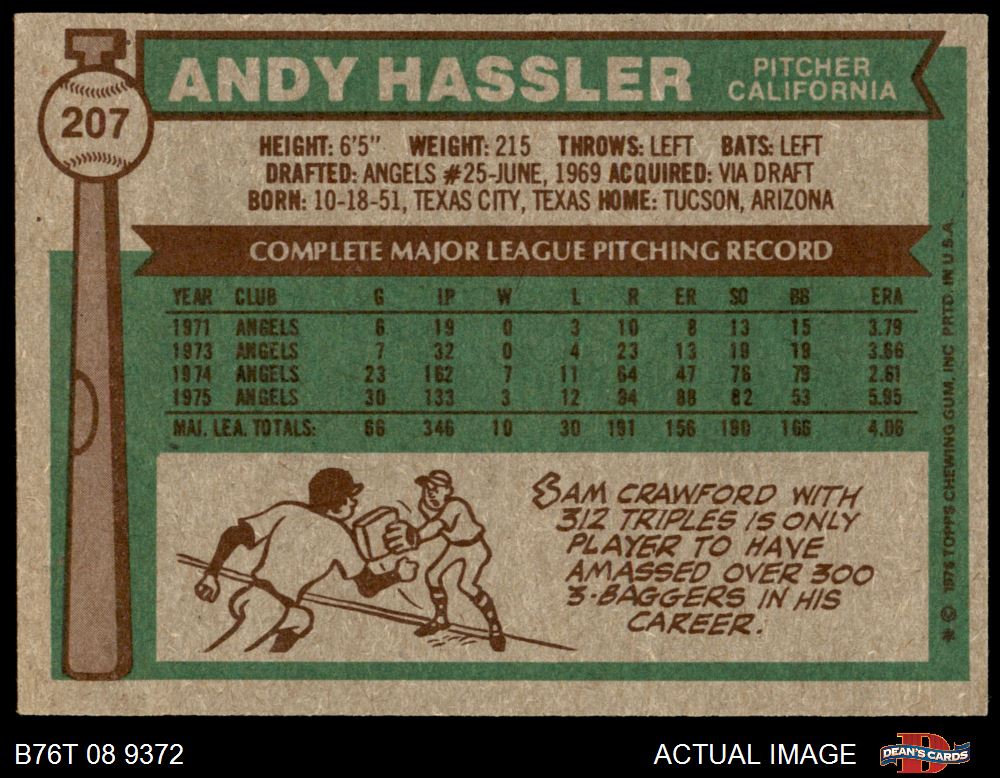 207
ANDY HASSLER
PITCHER
CALIFORNIA
HEIGHT: 6'5" WEIGHT: 215 THROWS: LEFT BATS: LEFT
DRAFTED: ANGELS #25-JUNE, 1969 ACQUIRED: VIA DRAFT
BORN: 10-18-51, TEXAS CITY, TEXAS HOME: TUCSON, ARIZONA
COMPLETE MAJOR LEAGUE PITCHING RECORD
YEAR CLUB G IP W L R ER SO BB ERA
1971 ANGELS 6 19 0 3 10 8 13 15 3.79
1973 ANGELS 7 32 0 4 23 13 19 19 3.66
1974 ANGELS 23 162 7 11 64 47 76 79 2.61
1975 ANGELS 30 133 3 12 94 88 82 53 5.95
MAJ. LEA. TOTALS: 66 346 10 30 191 156 190 166 4.06
SAM CRAWFORD WITH
312 TRIPLES IS ONLY
PLAYER TO HAVE
AMASSED OVER 300
3-BAGGERS IN HIS
CAREER.
* © 1976 TOPPS CHEWING GUM, INC PRTD. IN U.S.A.
B76T 08 9372
ACTUAL IMAGE
DEAN'S CARDS